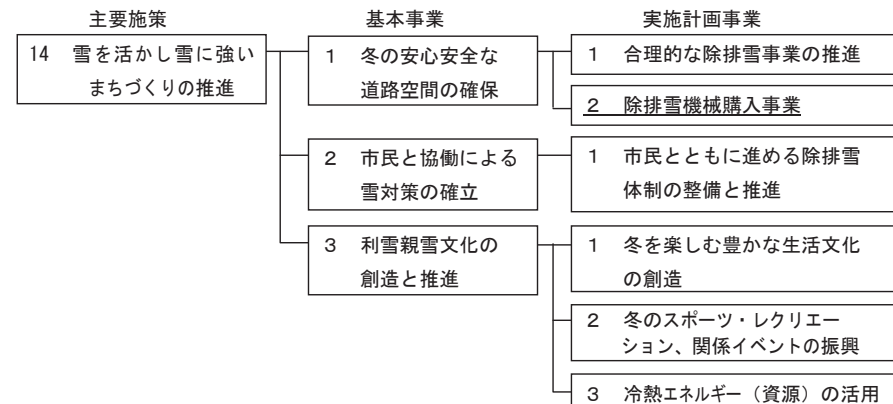 主要施策 基本事業 実施計画事業
14 雪を活かし雪に強い
まちづくりの推進
1 冬の安心安全な
道路空間の確保
1 合理的な除排雪事業の推進
2 除排雪機械購入事業
2 市民と協働による
雪対策の確立
1 市民とともに進める除排雪
体制の整備と推進
3 利雪親雪文化の
創造と推進
1 冬を楽しむ豊かな生活文化
の創造
2 冬のスポーツ・レクリエー
ション、関係イベントの振興
3 冷熱エネルギー（資源）の活用